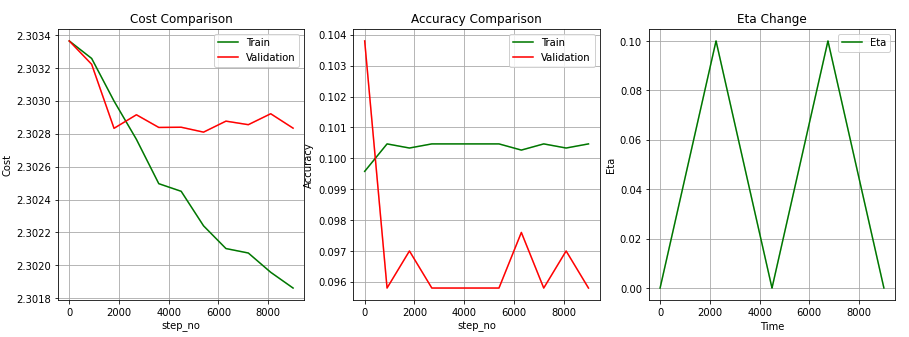 Cost Comparison
2.3034
2.3032
2.3030
2.3028
2.3026
2.3024
2.3022
2.3020
2.3018
Cost
0 2000 4000 6000 8000
step_no
Train
Validation
Accuracy Comparison
0.104
0.103
0.102
0.101
0.100
0.099
0.098
0.097
0.096
Accuracy
0 2000 4000 6000 8000
step_no
Train
Validation
Eta Change
0.10
0.08
0.06
0.04
0.02
0.00
Eta
0 2000 4000 6000 8000
Time
Eta